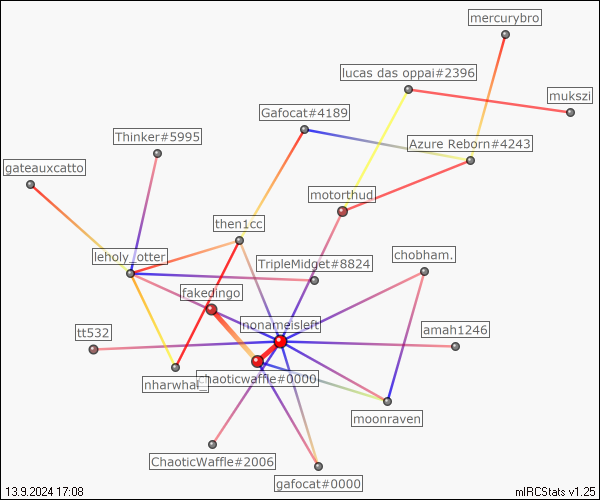 mercurybro
lucas das oppai#2396
mukszi
Gafocat#4189
Thinker#5995
Azure Reborn#4243
gateauxcatto
motorthud_
then1cc
leholy_otter
TripleMidget#8824
chobham.
fakedingo
nonameisleft
tt532
amah1246
chaoticwaffle#0000
nharwhal_
moonraven
ChaoticWaffle#2006
gafocat#0000
13.9.2024 17:08
mIRCStats v1.25